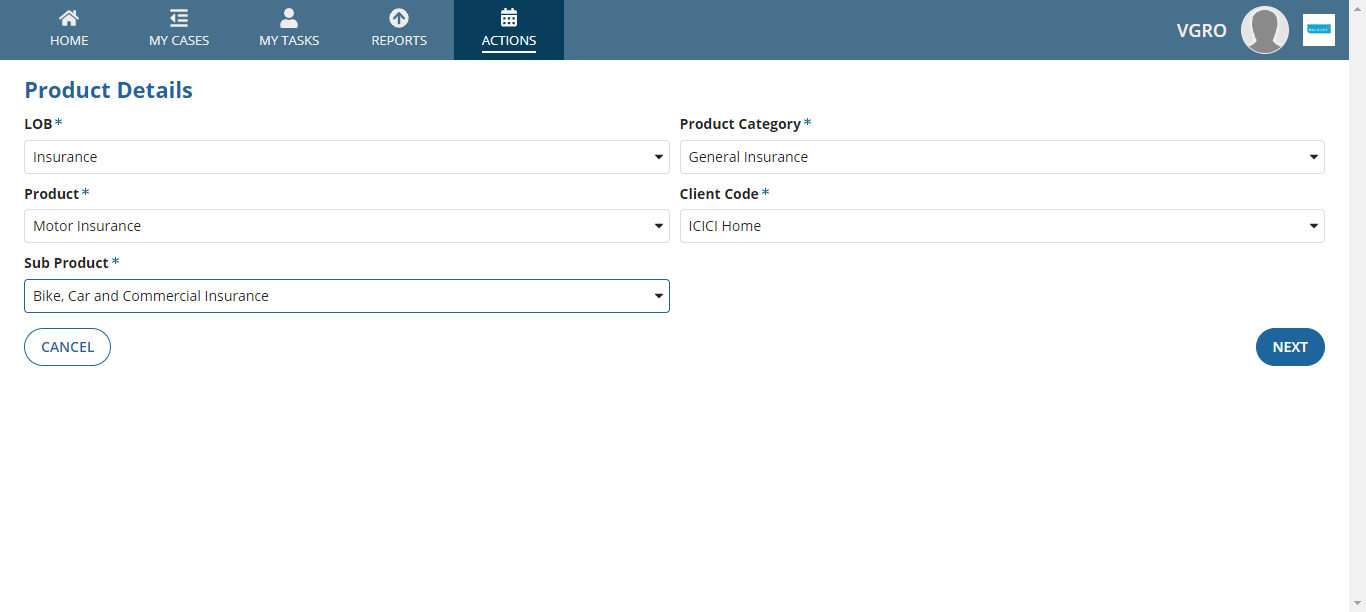 HOME MY CASES MY TASKS REPORTS ACTIONS VGRO
Product Details
LOB * Product Category *
Insurance General Insurance
Product * Client Code *
Motor Insurance ICICI Home
Sub Product *
Bike, Car and Commercial Insurance
CANCEL NEXT